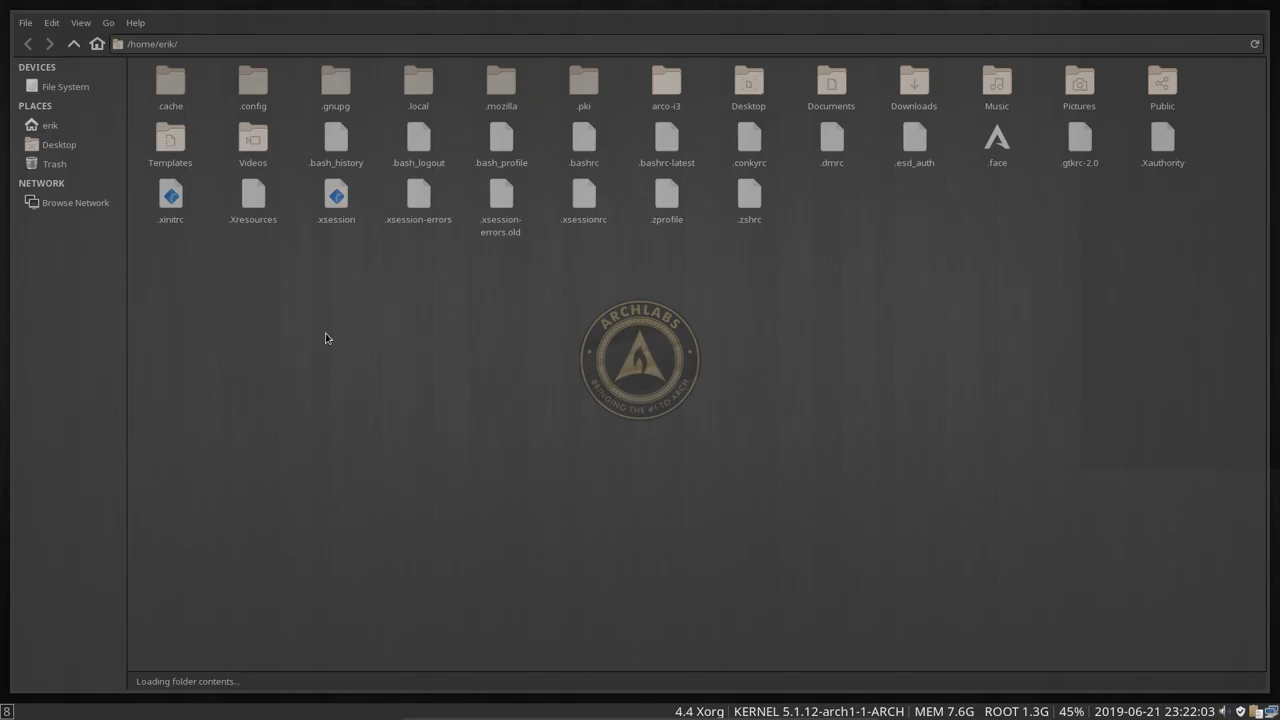 File Edit View Go Help
/home/erik/
DEVICES
File System
PLACES
erik
Desktop
Trash
NETWORK
Browse Network
.cache .config .gnupg .local .mozilla .pki arco-i3 Desktop Documents Downloads Music Pictures Public
Templates Videos .bash_history .bash_logout .bash_profile .bashrc .bashrc-latest .conkyrc .dmrc .esd_auth .face .gtkrc-2.0 .Xauthority
.xinitrc .Xresources .xsession .xsession-errors .xsession-errors.old .xsessionrc .zprofile .zshrc
ARCHLABS
BRINGING THE #1 TO ARCH
Loading folder contents...
8 4.4 Xorg KERNEL 5.1.12-arch1-1-ARCH MEM 7.6G ROOT 1.3G 45% 2019-06-21 23:22:03